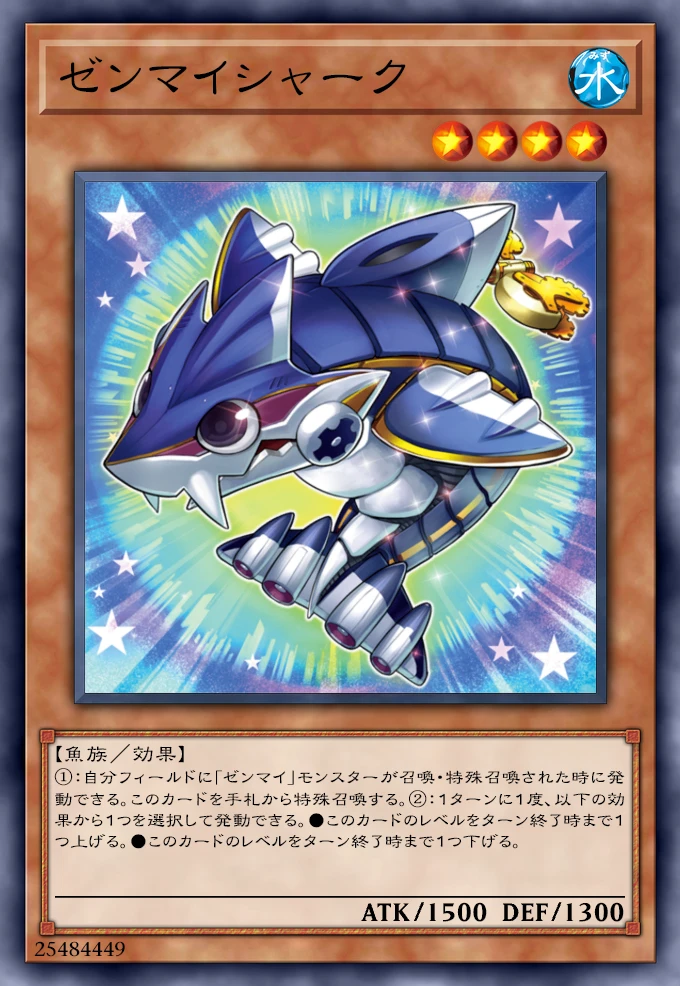 ゼンマイシャーク
みず
水
【魚族／効果】
①:自分フィールドに「ゼンマイ」モンスターが召喚・特殊召喚された時に発
動できる。このカードを手札から特殊召喚する。②:1ターンに1度、以下の効
果から1つを選択して発動できる。●このカードのレベルをターン終了時まで1
つ上げる。●このカードのレベルをターン終了時まで1つ下げる。
ATK/1500 DEF/1300
25484449